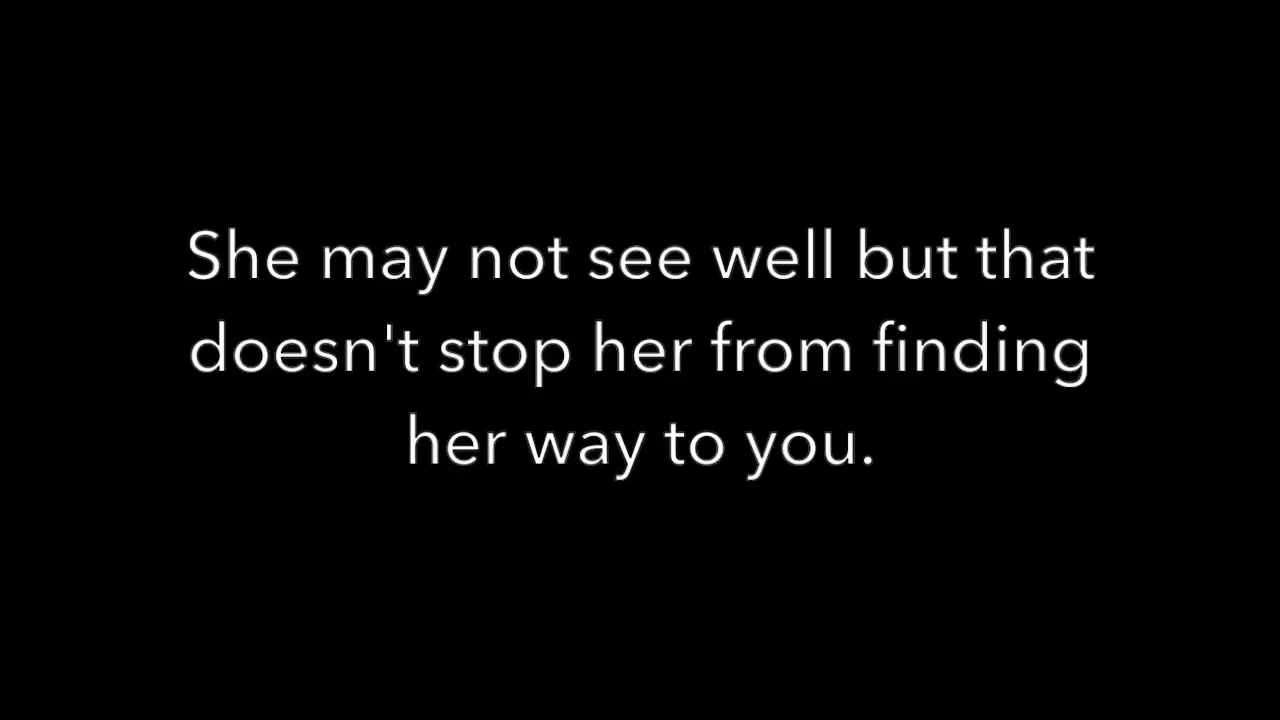 She may not see well but that
doesn't stop her from finding
her way to you.